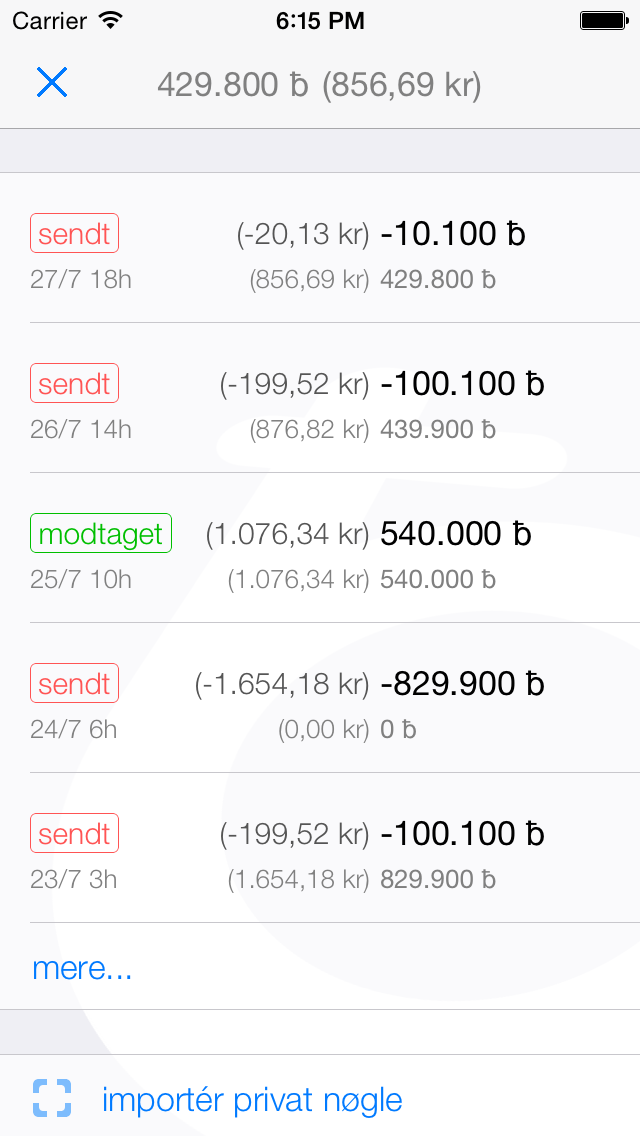 Carrier 6:15 PM
429.800 ƀ (856,69 kr)
sendt (-20,13 kr) -10.100 ƀ
27/7 18h (856,69 kr) 429.800 ƀ
sendt (-199,52 kr) -100.100 ƀ
26/7 14h (876,82 kr) 439.900 ƀ
modtaget (1.076,34 kr) 540.000 ƀ
25/7 10h (1.076,34 kr) 540.000 ƀ
sendt (-1.654,18 kr) -829.900 ƀ
24/7 6h (0,00 kr) 0 ƀ
sendt (-199,52 kr) -100.100 ƀ
23/7 3h (1.654,18 kr) 829.900 ƀ
mere...
importér privat nøgle